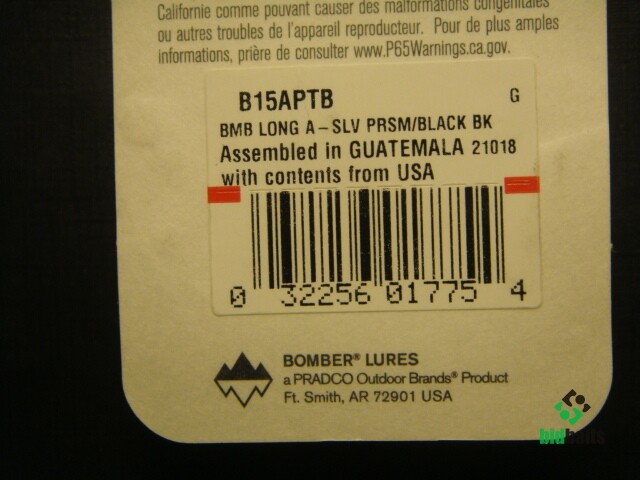 Californie comme pouvant causer des malformations congénitales
ou autres troubles de l'appareil reproducteur. Pour de plus amples
informations, prière de consulter www.P65Warnings.ca.gov.
B15APTB G
BMB LONG A-SLV PRSM/BLACK BK
Assembled in GUATEMALA 21018
with contents from USA
0 32256 01775 4
BOMBER® LURES
a PRADCO Outdoor Brands® Product
Ft. Smith, AR 72901 USA